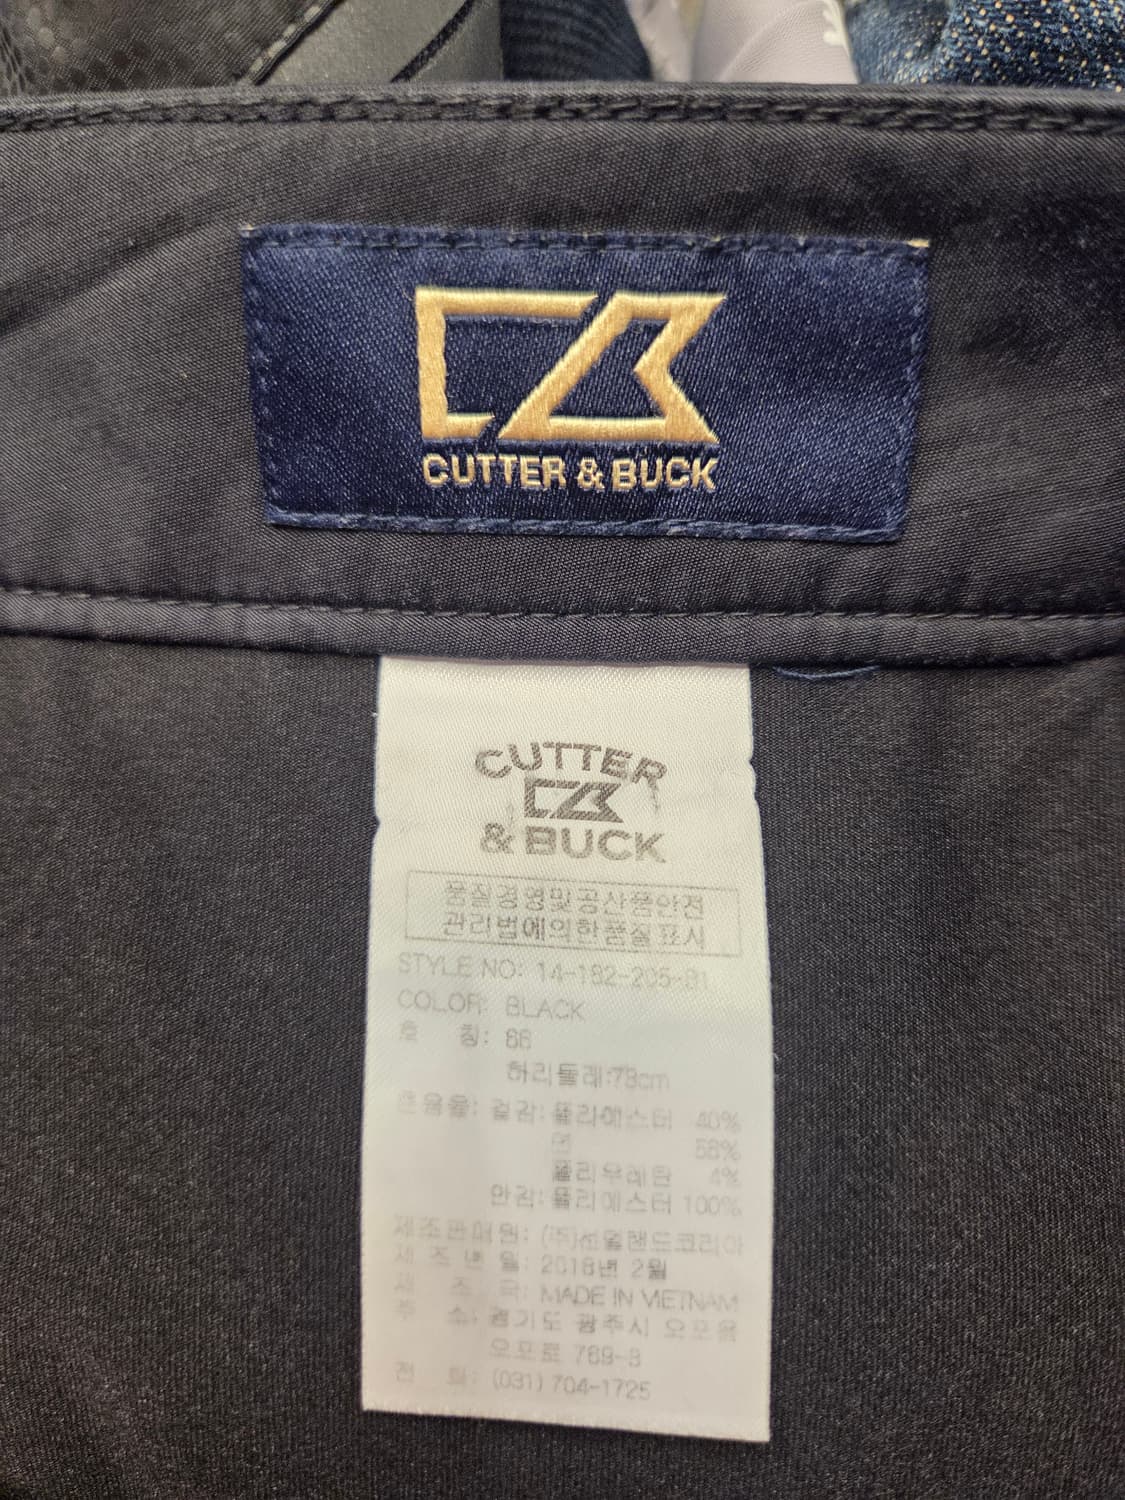 CUTTER & BUCK
CUTTER
& BUCK
품질경영및공산품안전
관리법에의한품질표시
STYLE NO: 14-182-205-81
COLOR: BLACK
호 칭: 66
허리둘레:78cm
혼용율: 겉감: 폴리에스터 40%
면 56%
폴리우레탄 4%
안감: 폴리에스터 100%
제조판매원: (주)선얼랜드코리아
제 조 년 월: 2018년 2월
제 조 국: MADE IN VIETNAM
주 소: 경기도 광주시 오포읍
오포로 769-8
전 화: (031) 704-1725